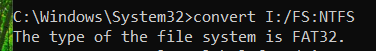 C:\Windows\System32>convert I:/FS:NTFS
The type of the file system is FAT32.